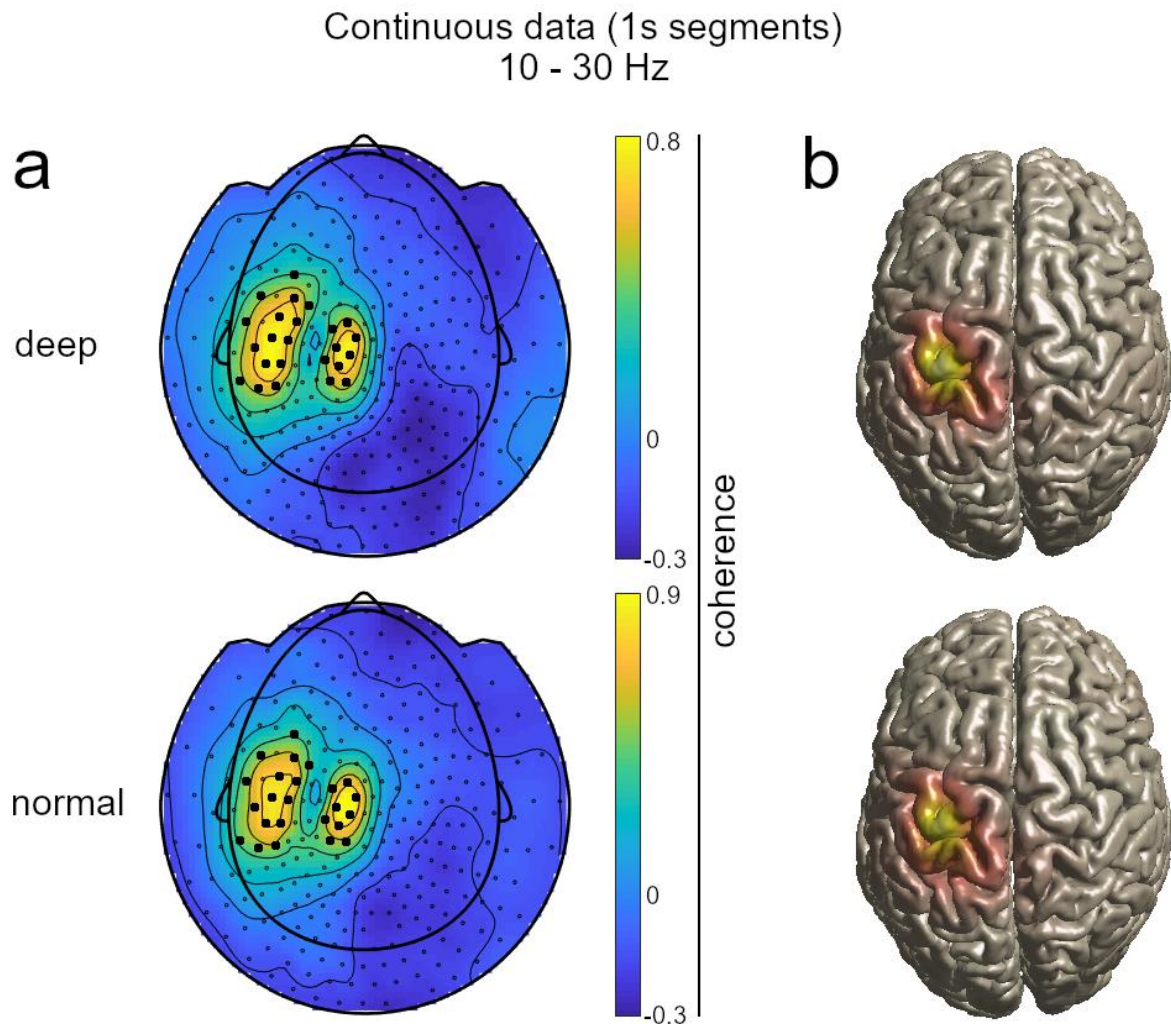 Continuous data (1s segments)
10 - 30 Hz
a
b
deep
0.8
0
-0.3
coherence
normal
0.9
0
-0.3